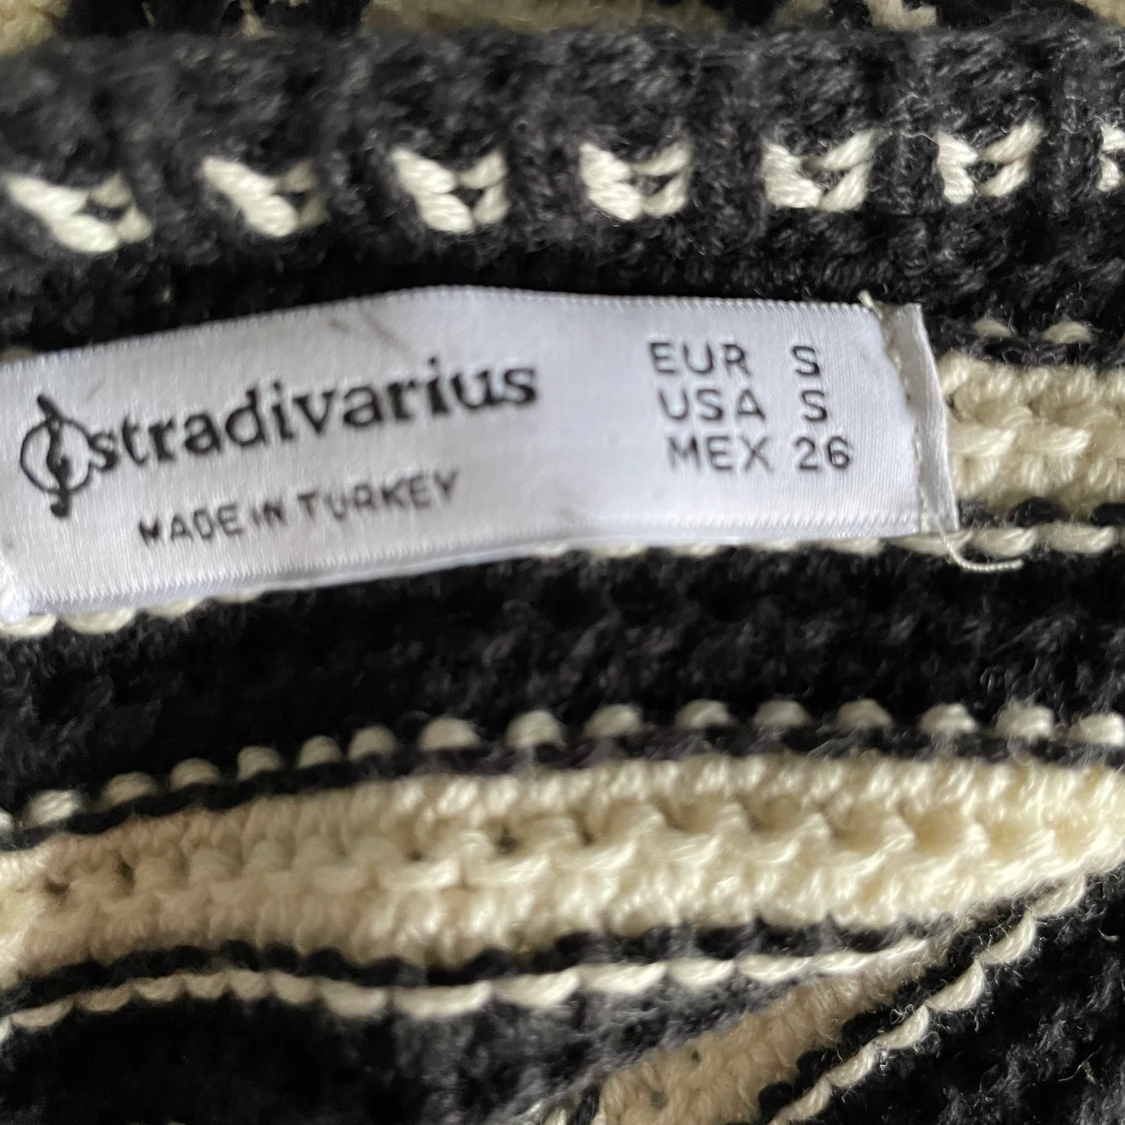 stradivarius
MADE IN TURKEY
EUR S
USA S
MEX 26